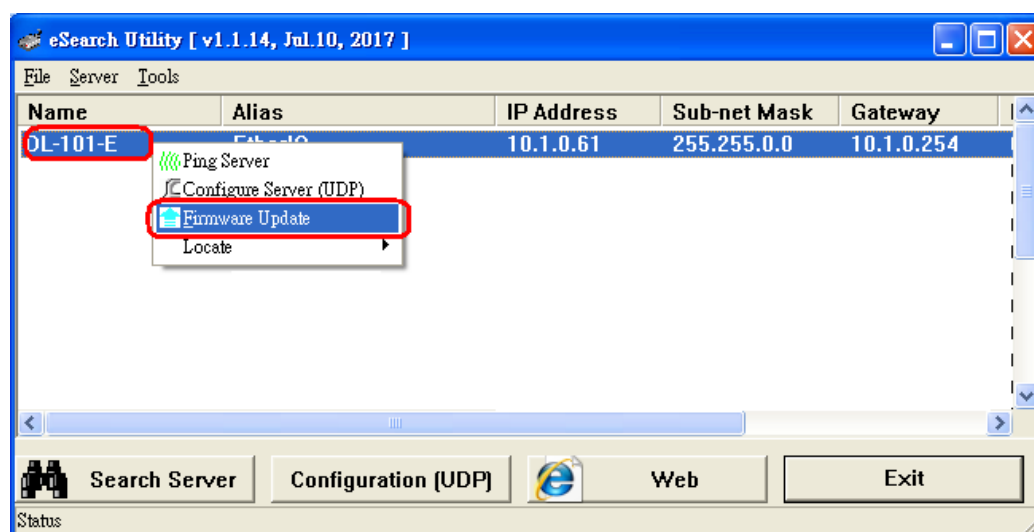 eSearch Utility [ v1.1.14, Jul.10, 2017 ]
File Server Tools
Name Alias IP Address Sub-net Mask Gateway
DL-101-E 10.1.0.61 255.255.0.0 10.1.0.254
Ping Server
Configure Server (UDP)
Firmware Update
Locate
Search Server Configuration (UDP) Web Exit
Status